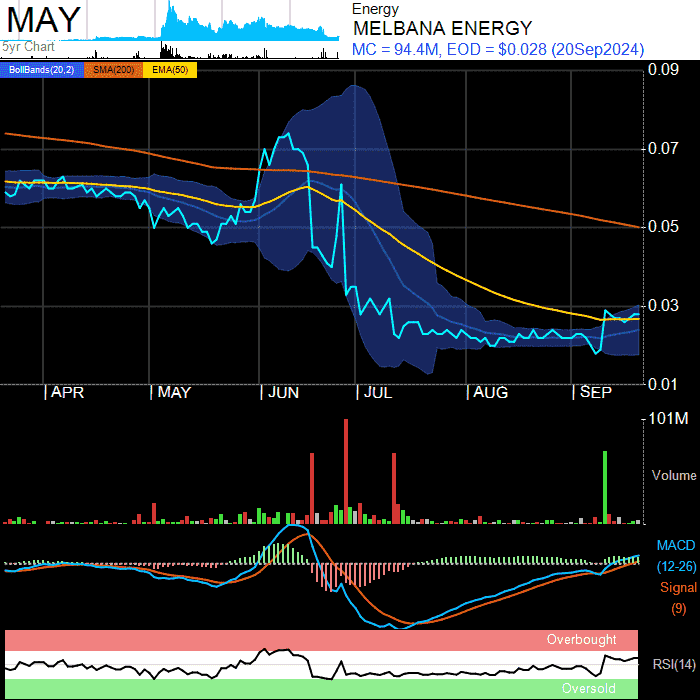 MAY
5yr Chart
Energy
MELBANA ENERGY
MC = 94.4M, EOD = $0.028 (20Sep2024)
BollBands(20,2) SMA(200) EMA(50)
0.09
0.07
0.05
0.03
0.01
APR MAY JUN JUL AUG SEP
101M
Volume
MACD
(12-26)
Signal
(9)
Overbought
RSI(14)
Oversold